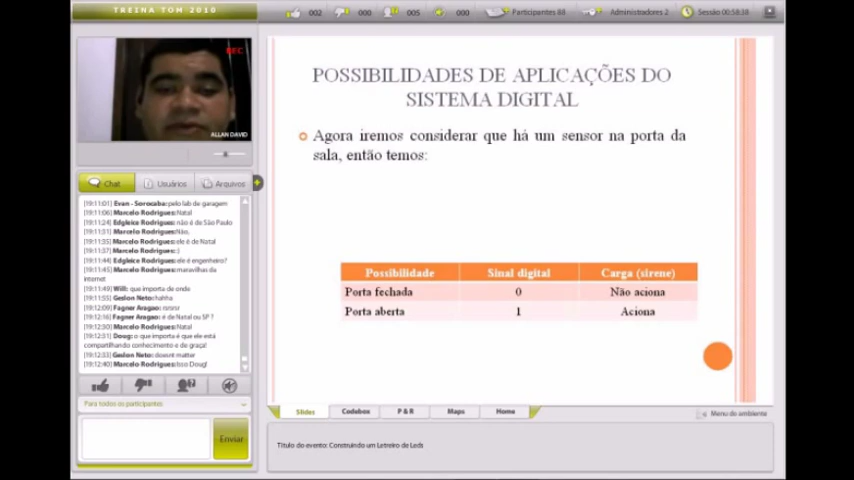 TREINA TOM 2010
002
000
005
000
Participantes 88
Administradores 2
Sessão 00:58:38
REC
ALLAN DAVID
Chat
Usuários
Arquivos
[19:11:01] Evan - Sorocaba: pelo lab de garagem
[19:11:06] Marcelo Rodrigues: Natal
[19:11:24] Edgleice Rodrigues: não é de São Paulo
[19:11:31] Marcelo Rodrigues: Não,
[19:11:35] Marcelo Rodrigues: ele é de Natal
[19:11:37] Marcelo Rodrigues: :)
[19:11:44] Edgleice Rodrigues: ele é engenheiro?
[19:11:45] Marcelo Rodrigues: maravilhas da
internet
[19:11:49] Will: que importa de onde
[19:11:55] Geslon Neto: hahha
[19:12:09] Fagner Aragao: rsrsrsr
[19:12:16] Fagner Aragao: é de Natal ou SP ?
[19:12:30] Marcelo Rodrigues: Natal
[19:12:31] Doug: o que importa é que ele está
compartilhando conhecimento e de graça!
[19:12:33] Geslon Neto: doesnt matter
[19:12:40] Marcelo Rodrigues: Isso Doug!
Para todos os participantes
Enviar
POSSIBILIDADES DE APLICAÇÕES DO
SISTEMA DIGITAL
Agora iremos considerar que há um sensor na porta da
sala, então temos:
Possibilidade Sinal digital Carga (sirene)
Porta fechada 0 Não aciona
Porta aberta 1 Aciona
Slides
Codebox
P & R
Maps
Home
Menu do ambiente
Título do evento: Construindo um Letreiro de Leds